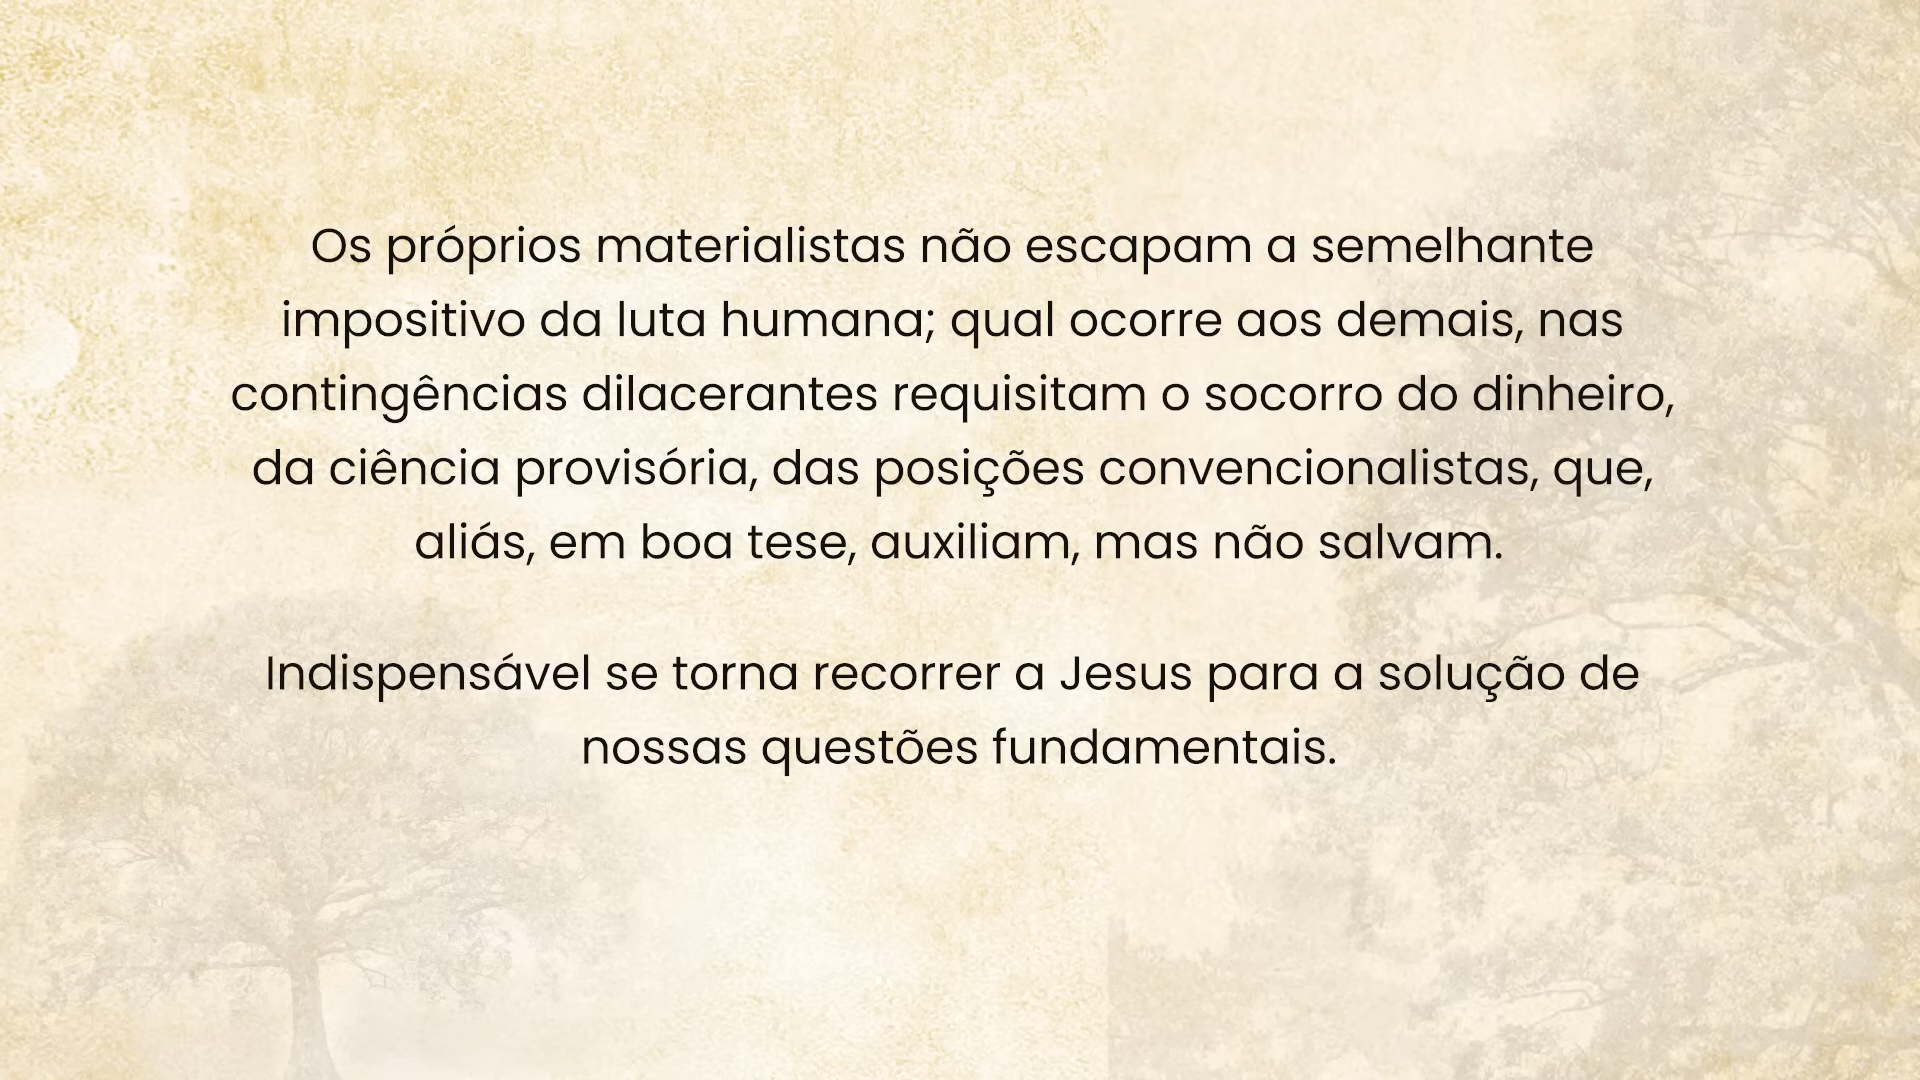 Os próprios materialistas não escapam a semelhante
impositivo da luta humana; qual ocorre aos demais, nas
contingências dilacerantes requisitam o socorro do dinheiro,
da ciência provisória, das posições convencionalistas, que,
aliás, em boa tese, auxiliam, mas não salvam.
Indispensável se torna recorrer a Jesus para a solução de
nossas questões fundamentais.